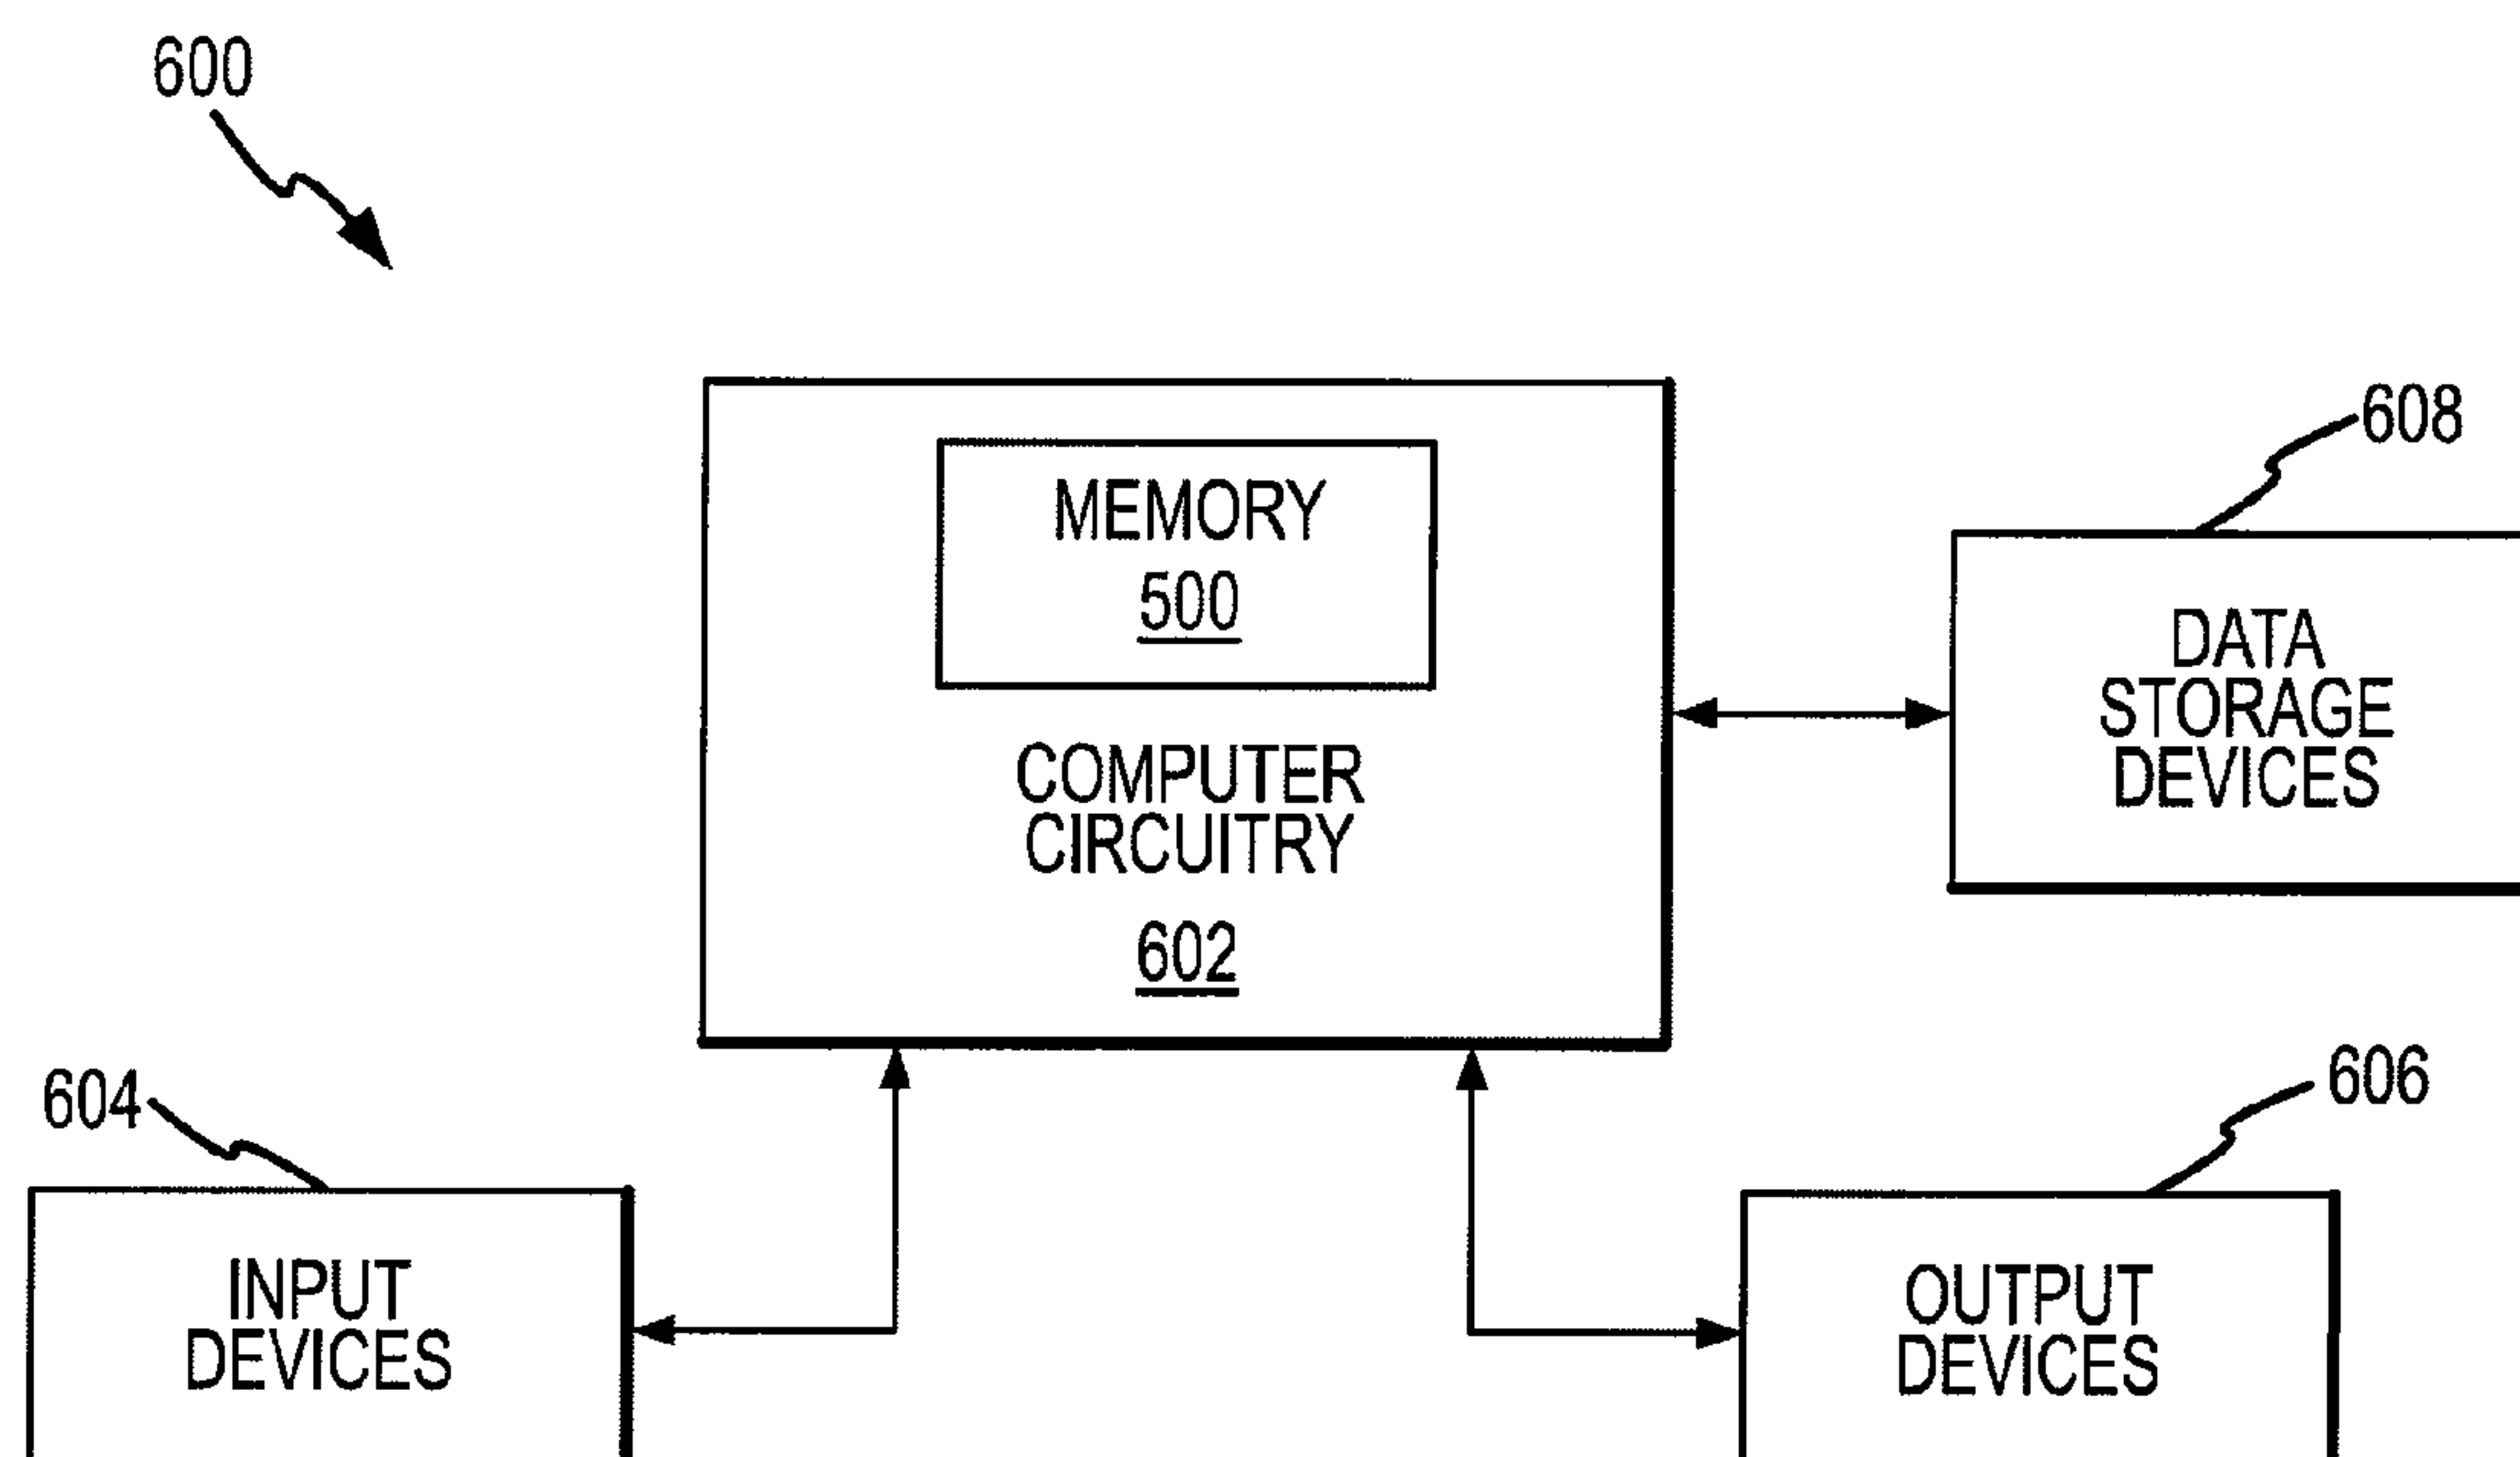 600
MEMORY
500
COMPUTER
CIRCUITRY
602
608
DATA
STORAGE
DEVICES
604
INPUT
DEVICES
606
OUTPUT
DEVICES